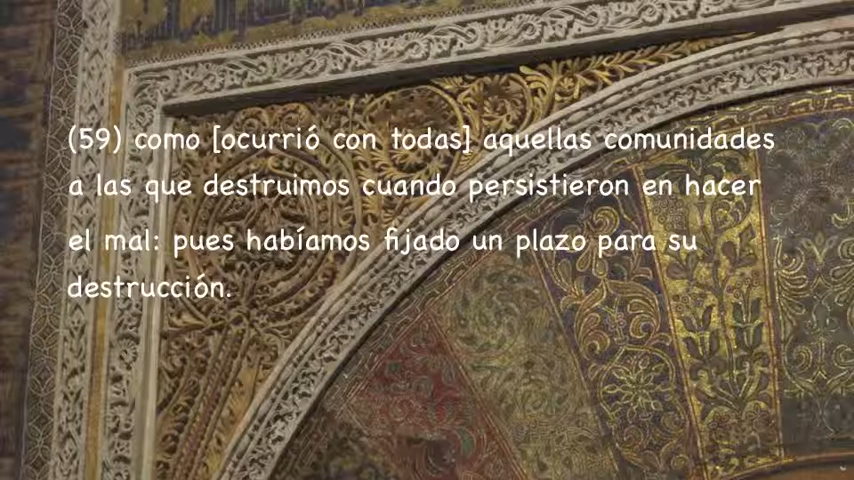 (59) como [ocurrió con todas] aquellas comunidades
a las que destruimos cuando persistieron en hacer
el mal: pues habíamos fijado un plazo para su
destrucción.